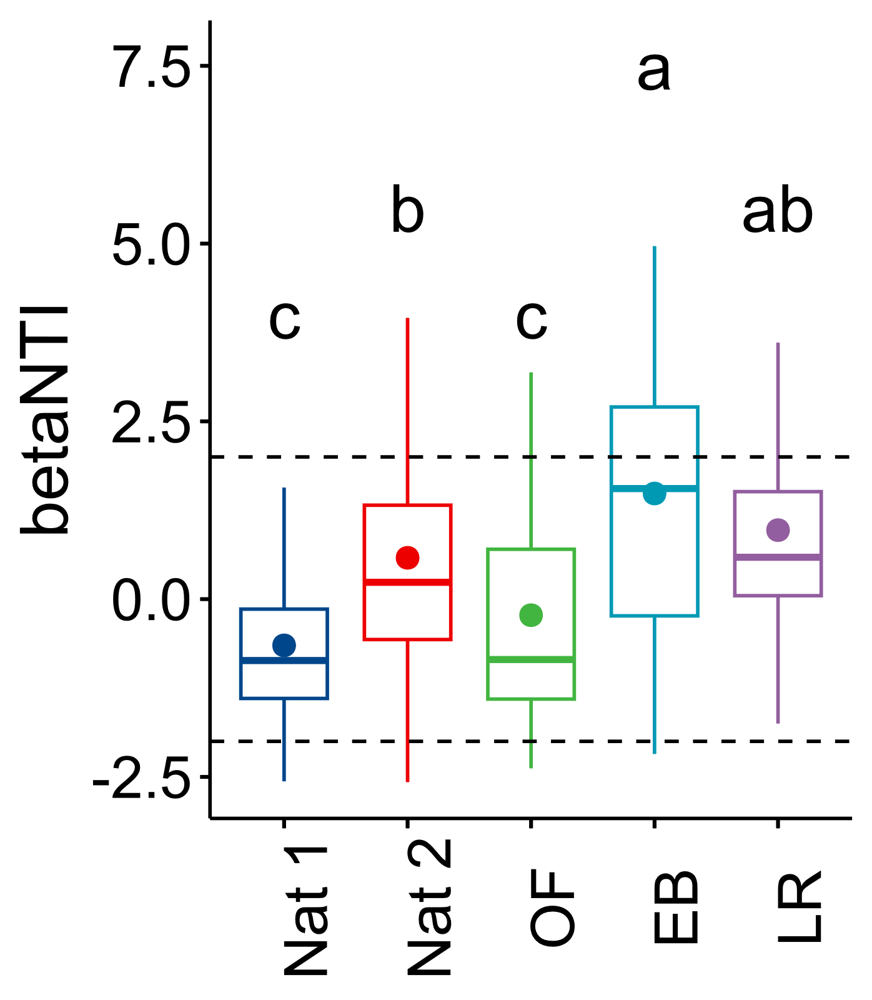 7.5
a
b
ab
5.0
c
c
betaNTI
2.5
0.0
-2.5
Nat 1
Nat 2
OF
EB
LR